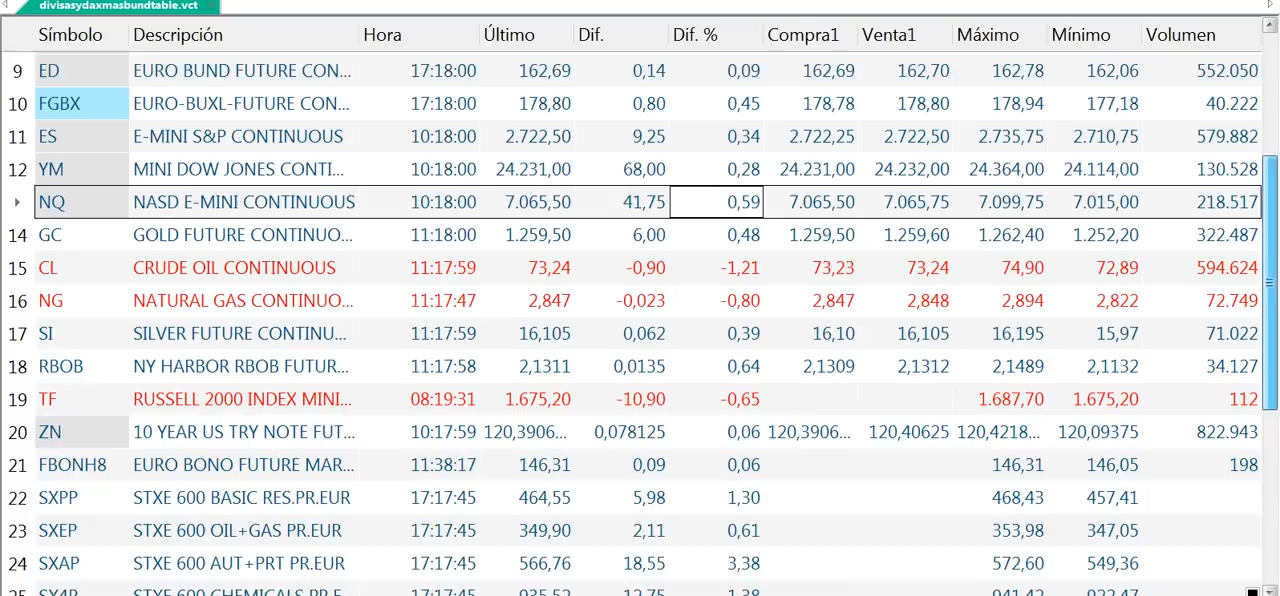 divisasydaxmasbundtable.vct
Símbolo Descripción Hora Último Dif. Dif. % Compra1 Venta1 Máximo Mínimo Volumen
9 ED EURO BUND FUTURE CON... 17:18:00 162,69 0,14 0,09 162,69 162,70 162,78 162,06 552.050
10 FGBX EURO-BUXL-FUTURE CON... 17:18:00 178,80 0,80 0,45 178,78 178,80 178,94 177,18 40.222
11 ES E-MINI S&P CONTINUOUS 10:18:00 2.722,50 9,25 0,34 2.722,25 2.722,50 2.735,75 2.710,75 579.882
12 YM MINI DOW JONES CONTI... 10:18:00 24.231,00 68,00 0,28 24.231,00 24.232,00 24.364,00 24.114,00 130.528
NQ NASD E-MINI CONTINUOUS 10:18:00 7.065,50 41,75 0,59 7.065,50 7.065,75 7.099,75 7.015,00 218.517
14 GC GOLD FUTURE CONTINUO... 11:18:00 1.259,50 6,00 0,48 1.259,50 1.259,60 1.262,40 1.252,20 322.487
15 CL CRUDE OIL CONTINUOUS 11:17:59 73,24 -0,90 -1,21 73,23 73,24 74,90 72,89 594.624
16 NG NATURAL GAS CONTINUO... 11:17:47 2,847 -0,023 -0,80 2,847 2,848 2,894 2,822 72.749
17 SI SILVER FUTURE CONTINU... 11:17:59 16,105 0,062 0,39 16,10 16,105 16,195 15,97 71.022
18 RBOB NY HARBOR RBOB FUTUR... 11:17:58 2,1311 0,0135 0,64 2,1309 2,1312 2,1489 2,1132 34.127
19 TF RUSSELL 2000 INDEX MINI... 08:19:31 1.675,20 -10,90 -0,65 1.687,70 1.675,20 112
20 ZN 10 YEAR US TRY NOTE FUT... 10:17:59 120,3906... 0,078125 0,06 120,3906... 120,40625 120,4218... 120,09375 822.943
21 FBONH8 EURO BONO FUTURE MAR... 11:38:17 146,31 0,09 0,06 146,31 146,05 198
22 SXPP STXE 600 BASIC RES.PR.EUR 17:17:45 464,55 5,98 1,30 468,43 457,41
23 SXEP STXE 600 OIL+GAS PR.EUR 17:17:45 349,90 2,11 0,61 353,98 347,05
24 SXAP STXE 600 AUT+PRT PR.EUR 17:17:45 566,76 18,55 3,38 572,60 549,36
25 SX4P STXE 600 CHEMICALS PR.E... 17:17:45 935,52 12,75 1,38 941,42 922,47